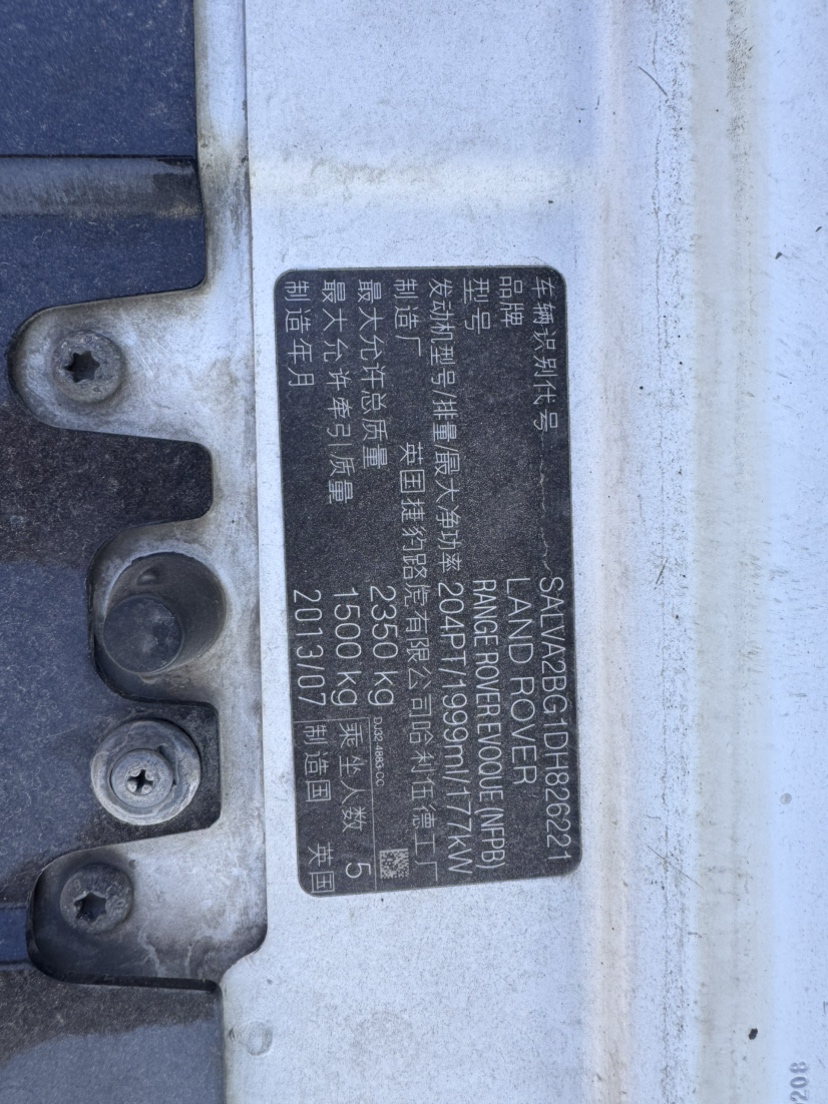 车辆识别代号 SALVA2BG1DH826221
品牌 LAND ROVER
型号 RANGE ROVER EVOQUE (NFPB)
发动机型号/排量/最大净功率 204PT/1999ml/177kW
制造厂 英国捷豹路虎有限公司哈利伍德工厂
DJ32-4863-CC
最大允许总质量 2350 kg
最大允许牵引质量 1500 kg 乘坐人数 5
制造年月 2013/07 制造国 英国
208